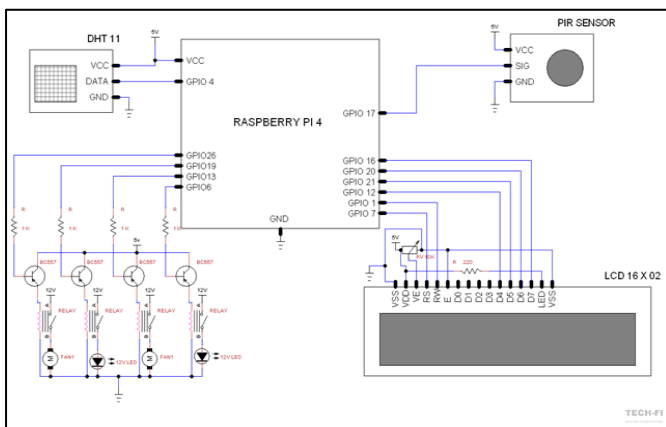 DHT 11
VCC
DATA
GND
5V
VCC
GPIO 4
RASPBERRY PI 4
GPIO 17
PIR SENSOR
5V
VCC
SIG
GND
GPIO26
GPIO19
GPIO13
GPIO6
GPIO 16
GPIO 20
GPIO 21
GPIO 12
GPIO 1
GPIO 7
GND
R
1K
R
1K
R
1K
R
1K
5v
BC557
BC557
BC557
BC557
12V
12V
12V
12V
A
B
RELAY
A
B
RELAY
A
B
RELAY
A
B
RELAY
M
FAN1
12V LED
M
FAN1
12V LED
5V
RV 10K
R
220
LCD 16 X 02
VSS
VDD
VE
RS
RW
E
D0
D1
D2
D3
D4
D5
D6
D7
LED
VSS
TECH-FI